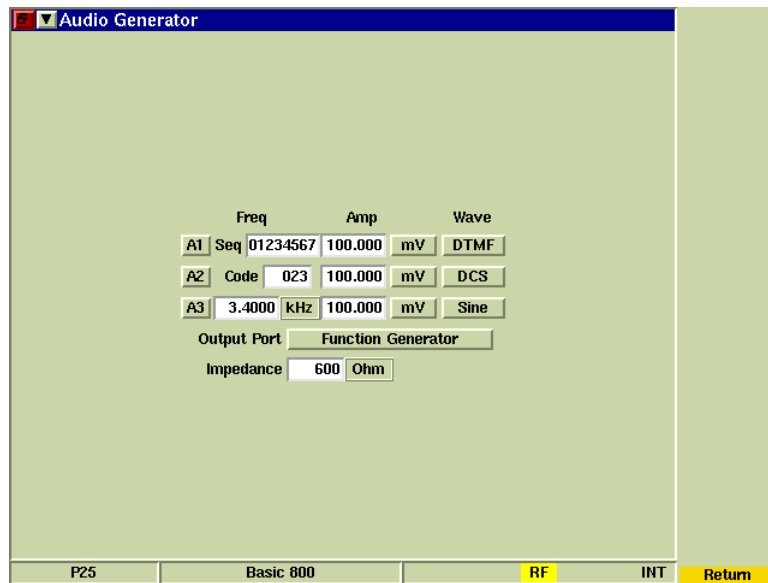 Audio Generator
Freq Amp Wave
A1 Seq 01234567 100.000 mV DTMF
A2 Code 023 100.000 mV DCS
A3 3.4000 kHz 100.000 mV Sine
Output Port Function Generator
Impedance 600 Ohm
P25 Basic 800 RF INT Return